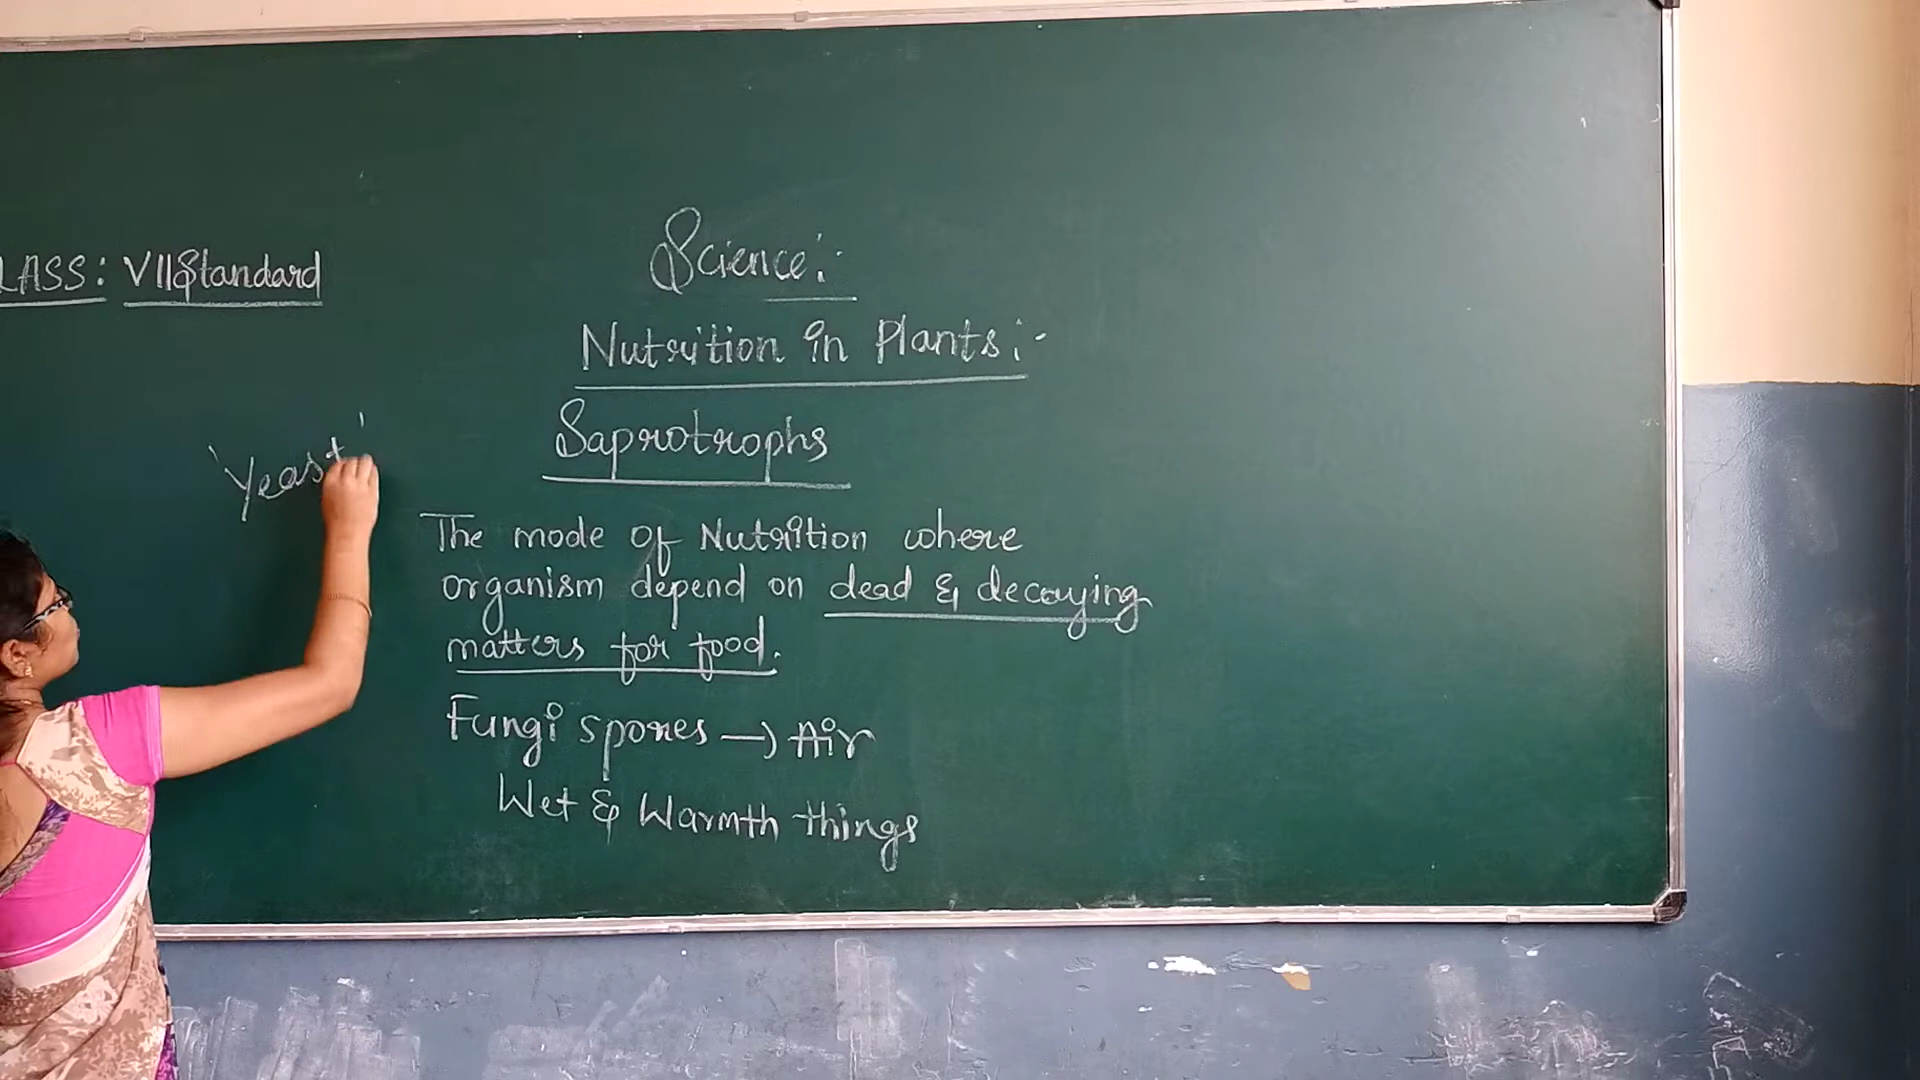 LASS: VII Standard
Science:-
Nutrition in Plants:-
Saprotrophs
'Yeast'
The mode of Nutrition where
organism depend on dead & decaying
matters for food.
Fungi spores → Air
Wet & Warmth things